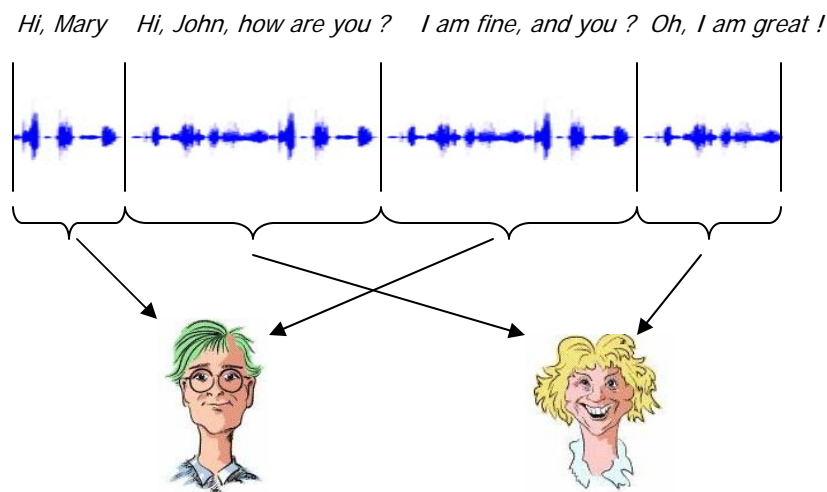 Hi, Mary Hi, John, how are you ? I am fine, and you ? Oh, I am great !